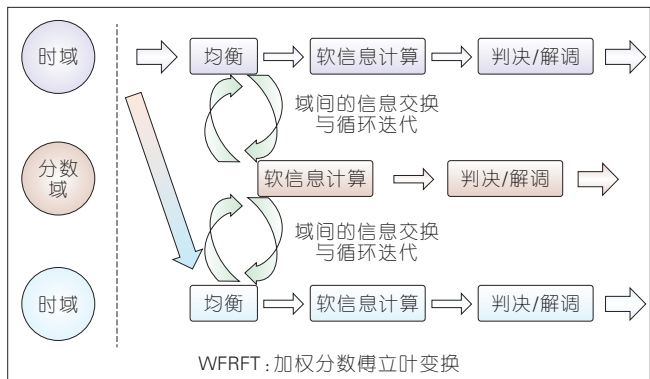 时域
均衡
软信息计算
判决/解调
域间的信息交换
与循环迭代
分数
域
软信息计算
判决/解调
域间的信息交换
与循环迭代
时域
均衡
软信息计算
判决/解调
WFRFT：加权分数傅立叶变换